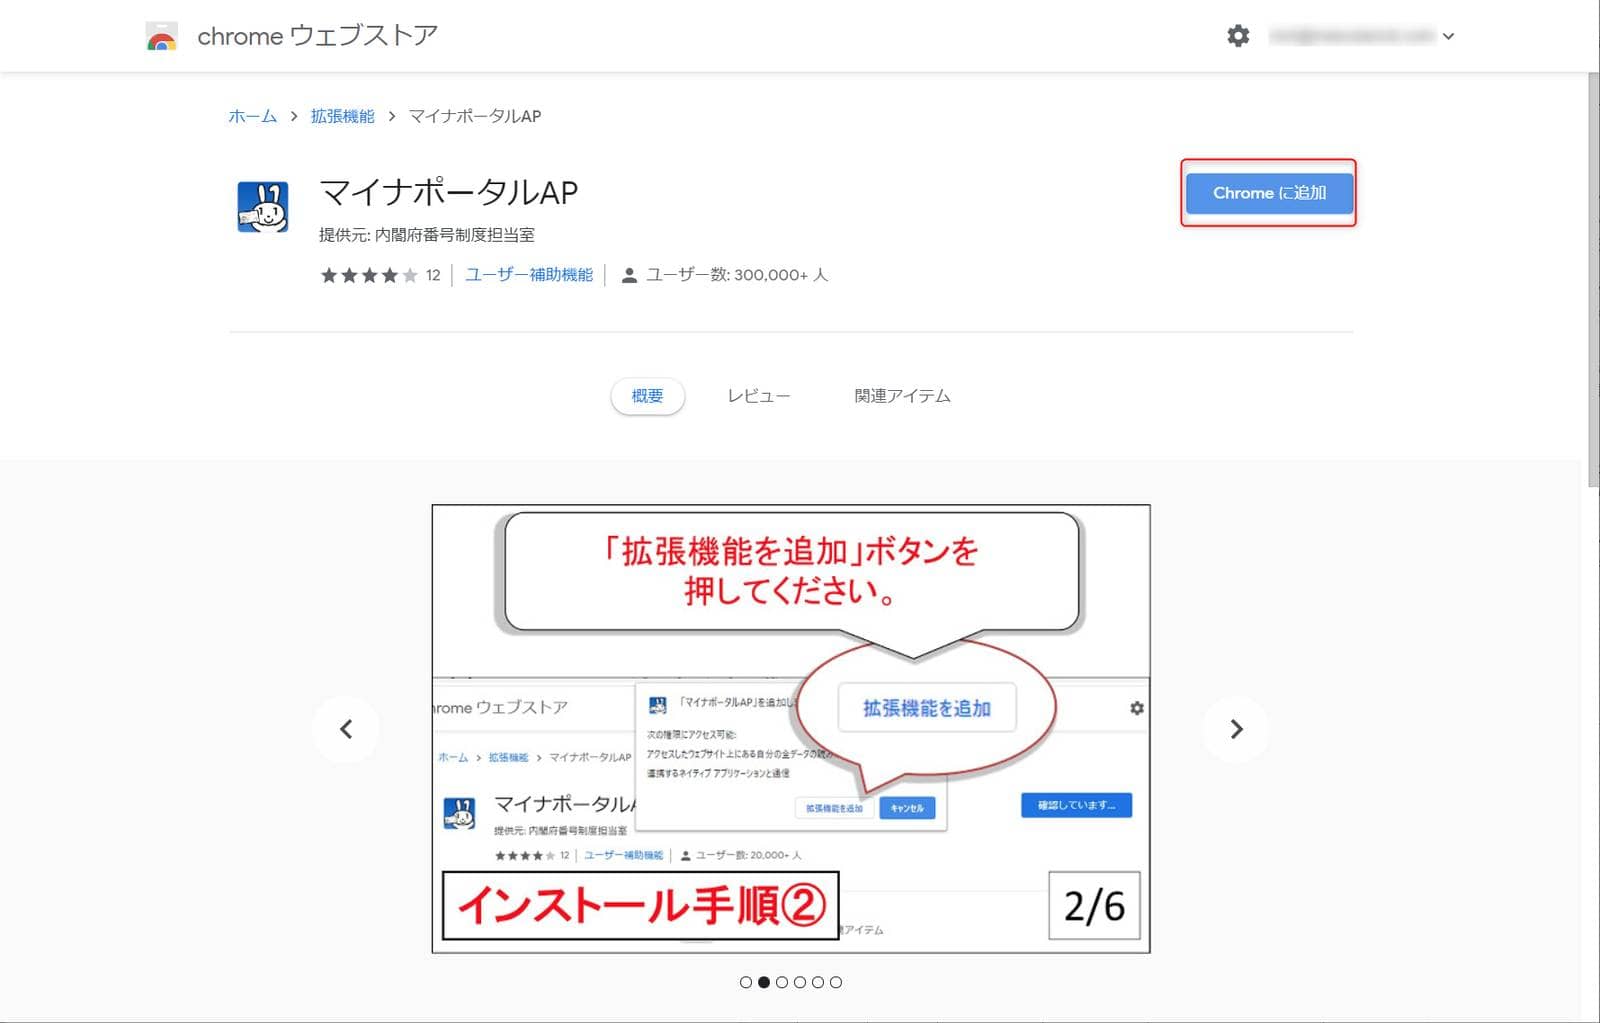 chrome ウェブストア
ホーム > 拡張機能 > マイナポータルAP
マイナポータルAP
Chrome に追加
提供元: 内閣府番号制度担当室
12 ユーザー補助機能 ユーザー数: 300,000+ 人
概要 レビュー 関連アイテム
「拡張機能を追加」ボタンを
押してください。
拡張機能を追加
rome ウェブストア
「マイナポータルAP」を追加し
次の権限にアクセス可能:
アクセスしたウェブサイト上にある自分の全データの読み
連携するネイティブ アプリケーションと通信
拡張機能を追加 キャンセル
ホーム > 拡張機能 > マイナポータルAP
マイナポータルA
確認しています...
提供元: 内閣府番号制度担当室
12 ユーザー補助機能 ユーザー数: 20,000+ 人
インストール手順②
アイテム
2/6